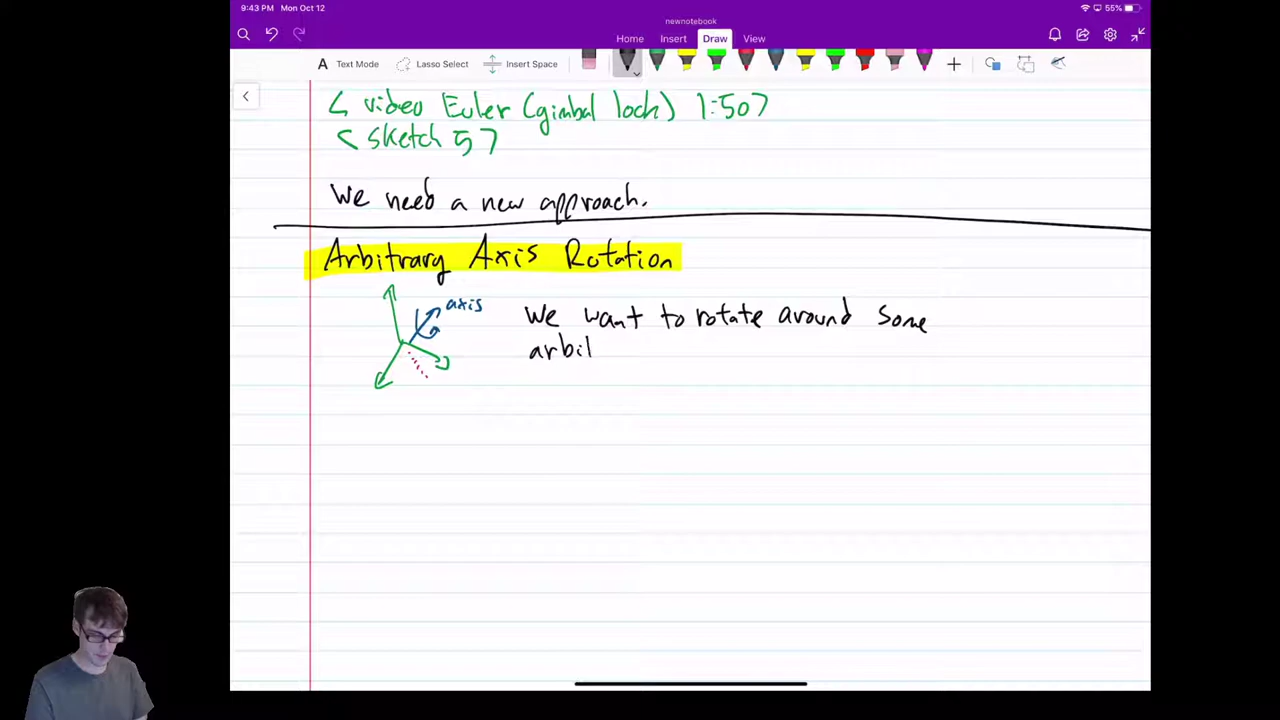 9:43 PM Mon Oct 12
55%
newnotebook
Home Insert Draw View
Text Mode Lasso Select Insert Space
< video Euler (gimbal lock) 1:50>
< sketch 5>
We need a new approach.
Arbitrary Axis Rotation
axis
We want to rotate around some
arbil